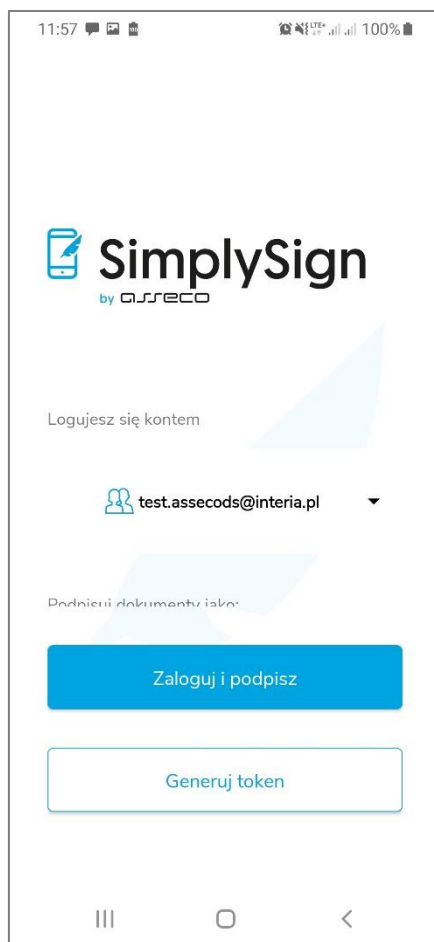 11:57 LTE+ 100%
SimplySign
by asseco
Logujesz się kontem
test.assecods@interia.pl
Podpisuj dokumenty jako:
Zaloguj i podpisz
Generuj token